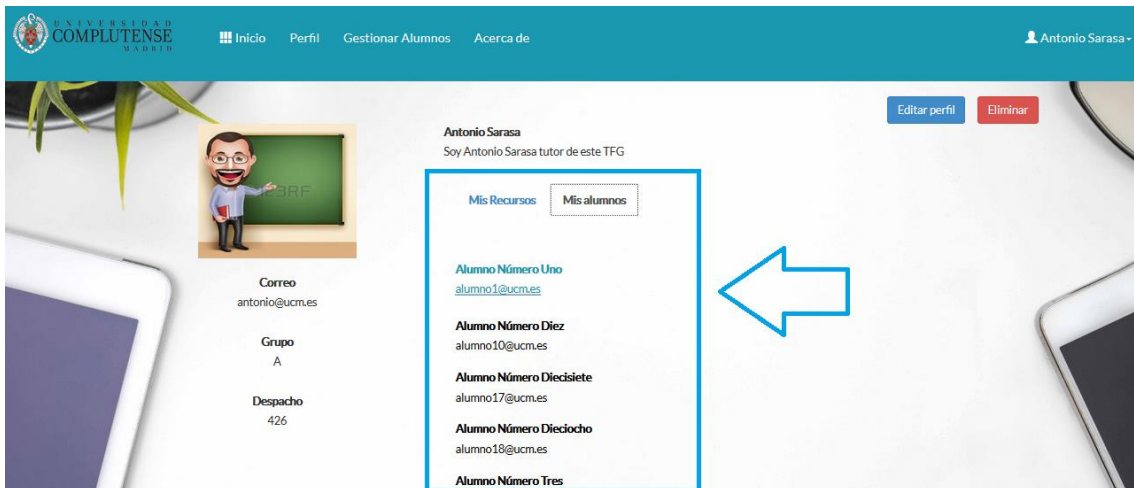 UNIVERSIDAD
COMPLUTENSE
MADRID
Inicio Perfil Gestionar Alumnos Acerca de
Antonio Sarasa
Editar perfil Eliminar
Antonio Sarasa
Soy Antonio Sarasa tutor de este TFG
Mis Recursos Mis alumnos
Correo
antonio@ucm.es
Grupo
A
Despacho
426
Alumno Número Uno
alumno1@ucm.es
Alumno Número Diez
alumno10@ucm.es
Alumno Número Diecisiete
alumno17@ucm.es
Alumno Número Dieciocho
alumno18@ucm.es
Alumno Número Tres